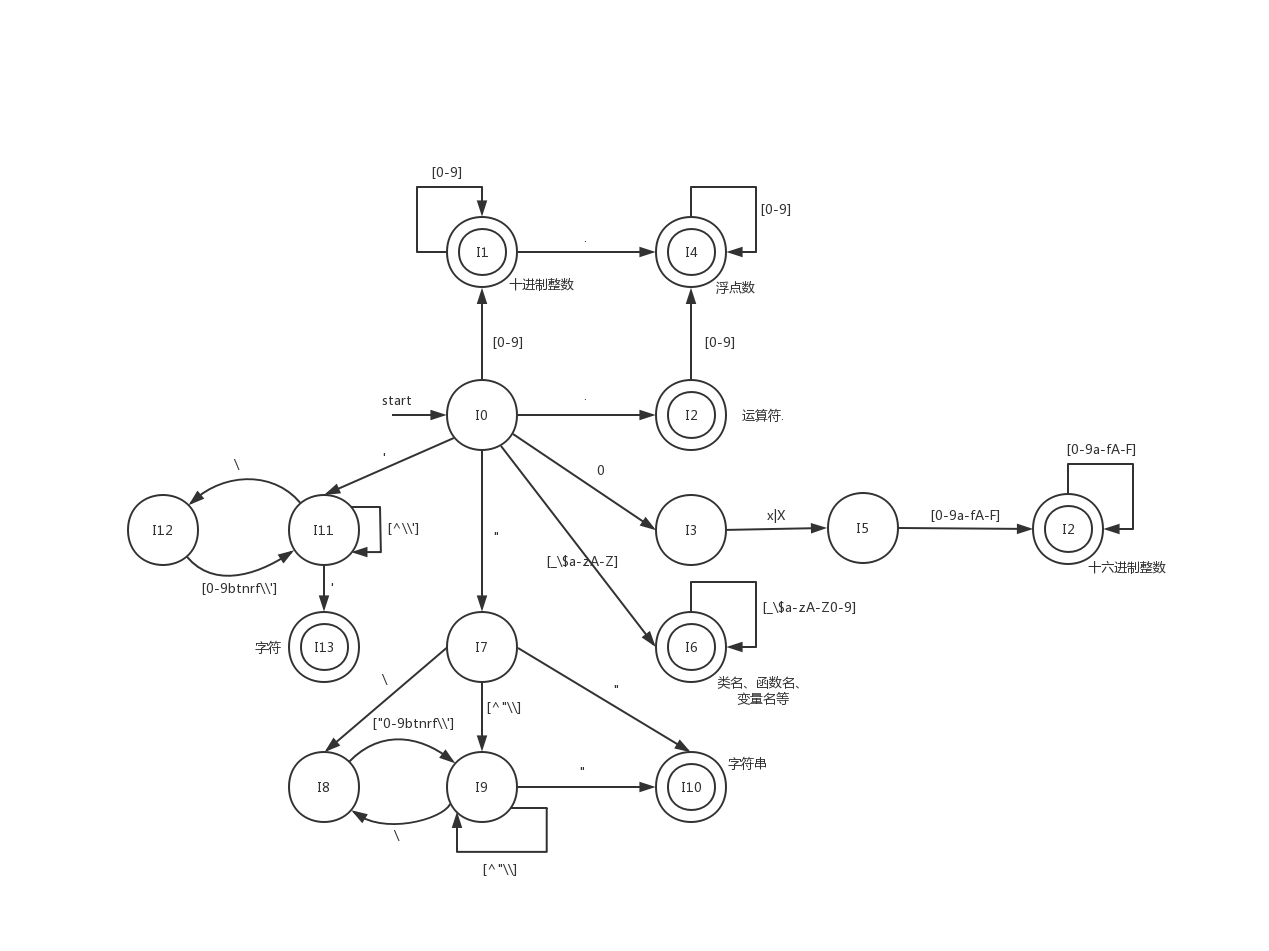 [0-9]
[0-9]
I1
.
I4
十进制整数
浮点数
[0-9]
[0-9]
start
I0
.
I2
运算符.
'
\
0
[0-9a-fA-F]
I12
I11
[^\\']
"
I3
x|X
I5
[0-9a-fA-F]
I2
[_\$a-zA-Z]
十六进制整数
[0-9btnrf\\']
'
[_\$a-zA-Z0-9]
字符
I13
I7
I6
\
"
类名、函数名、
变量名等
[^"\\]
["0-9btnrf\\']
字符串
I8
I9
"
I10
\
[^"\\]